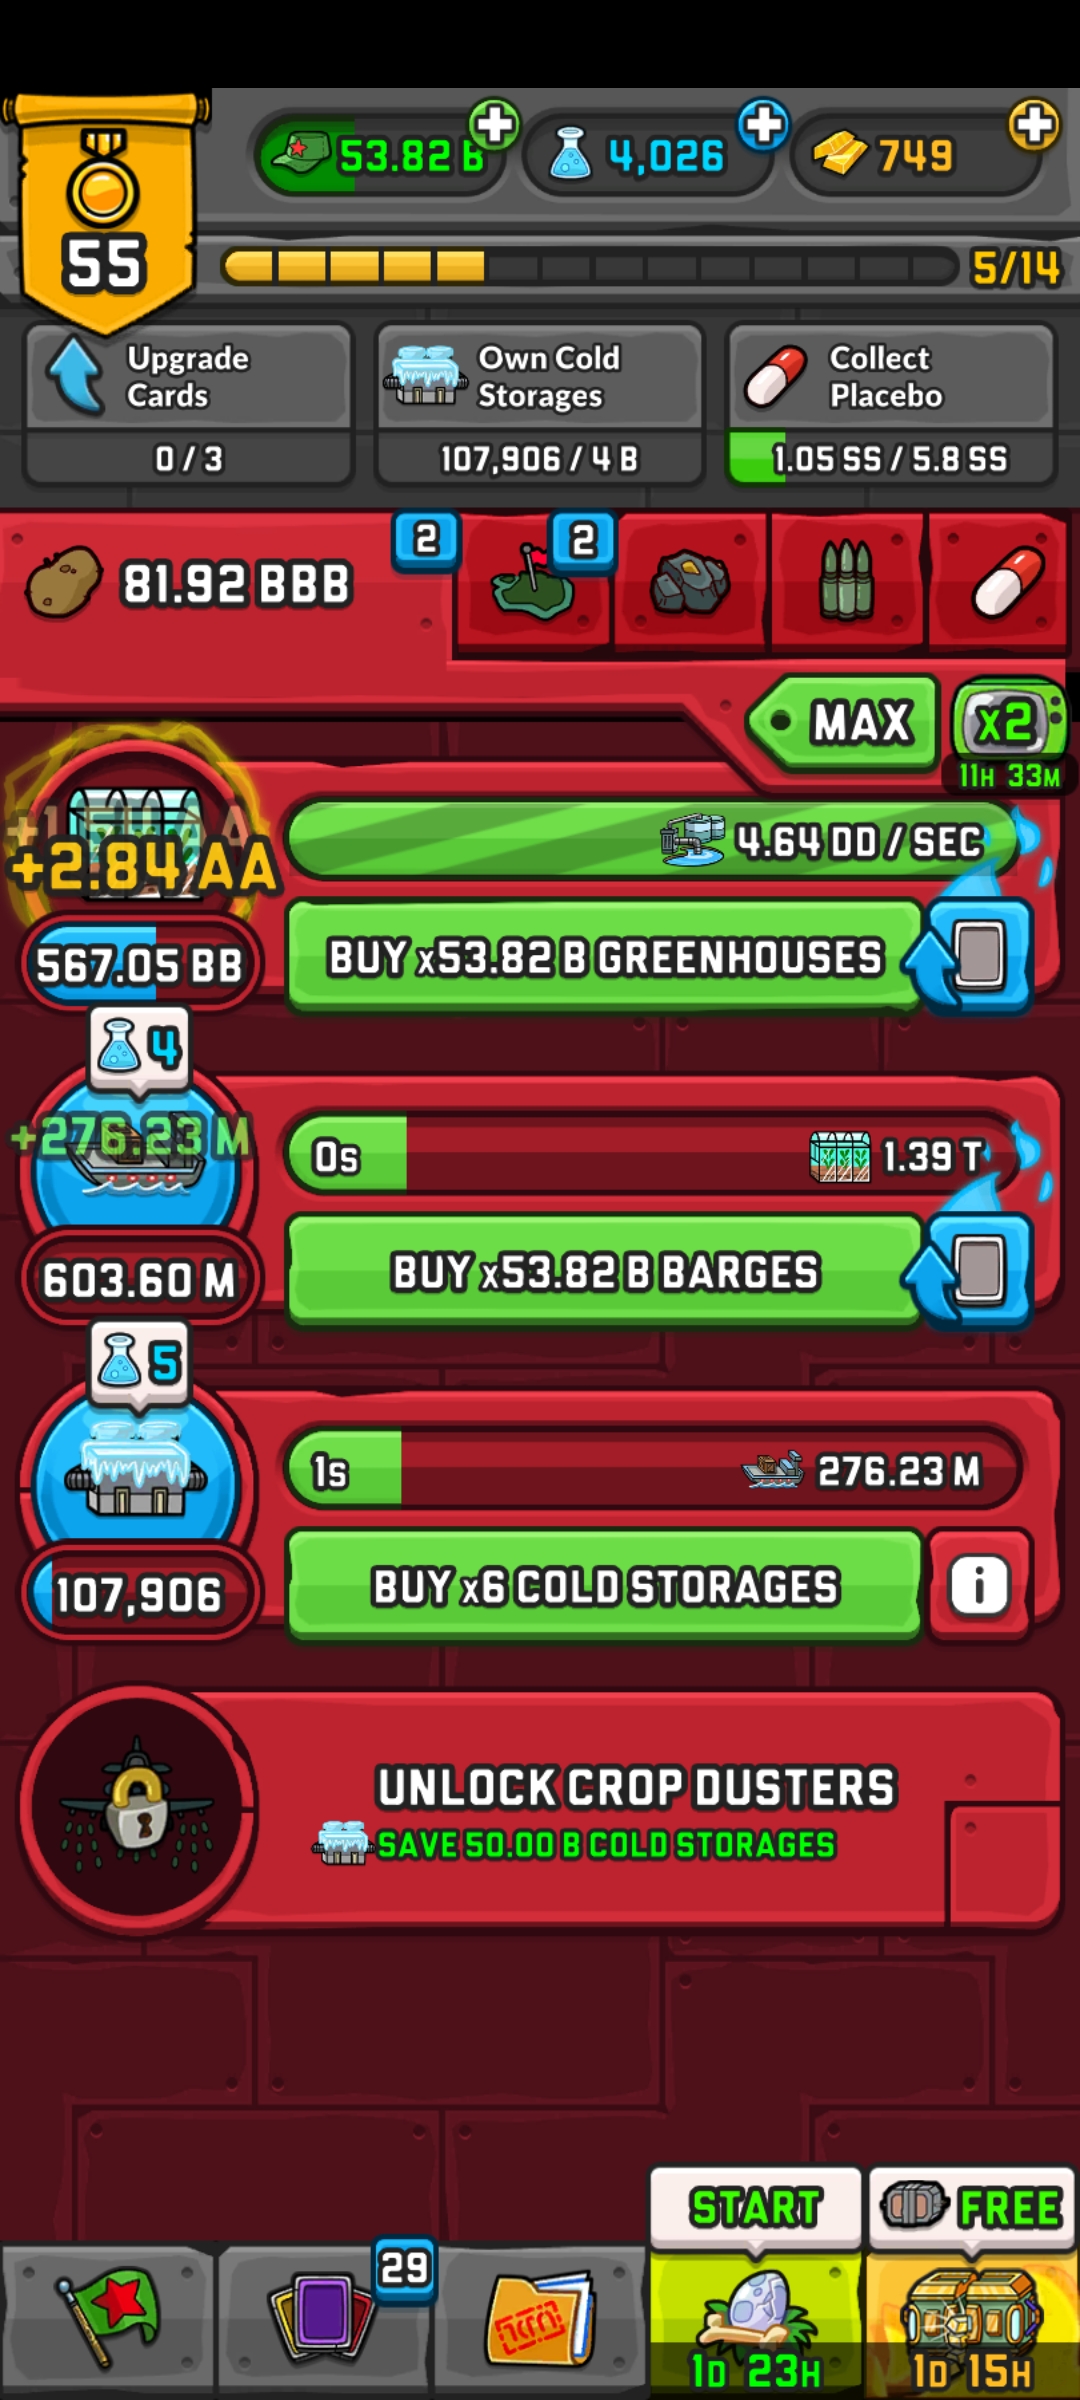 55
53.82 B
4,026
749
5/14
Upgrade
Cards
0 / 3
Own Cold
Storages
107,906 / 4 B
Collect
Placebo
1.05 SS / 5.8 SS
81.92 BBB
2
2
MAX
x2
11H 33M
+2.84 AA
4.64 DD / SEC
567.05 BB
BUY x53.82 B GREENHOUSES
4
+276.23 M
0s
1.39 T
603.60 M
BUY x53.82 B BARGES
5
1s
276.23 M
107,906
BUY x6 COLD STORAGES
i
UNLOCK CROP DUSTERS
SAVE 50.00 B COLD STORAGES
START
FREE
29
1D 23H
1D 15H